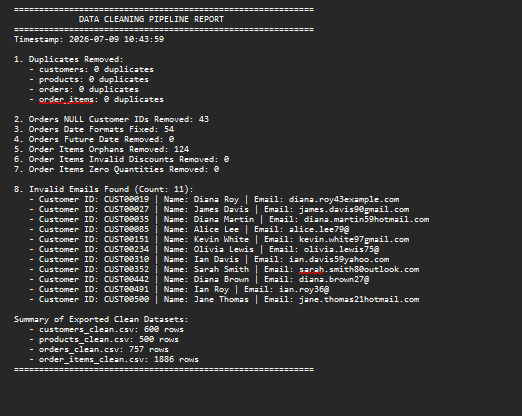 ============================================================
DATA CLEANING PIPELINE REPORT
============================================================
Timestamp: 2026-07-09 10:43:59
1. Duplicates Removed:
- customers: 0 duplicates
- products: 0 duplicates
- orders: 0 duplicates
- order_items: 0 duplicates
2. Orders NULL Customer IDs Removed: 43
3. Orders Date Formats Fixed: 54
4. Orders Future Date Removed: 0
5. Order Items Orphans Removed: 124
6. Order Items Invalid Discounts Removed: 0
7. Order Items Zero Quantities Removed: 0
8. Invalid Emails Found (Count: 11):
- Customer ID: CUST00019 | Name: Diana Roy | Email: diana.roy43example.com
- Customer ID: CUST00027 | Name: James Davis | Email: james.davis90gmail.com
- Customer ID: CUST00035 | Name: Diana Martin | Email: diana.martin59hotmail.com
- Customer ID: CUST00085 | Name: Alice Lee | Email: alice.lee79@
- Customer ID: CUST00151 | Name: Kevin White | Email: kevin.white97gmail.com
- Customer ID: CUST00234 | Name: Olivia Lewis | Email: olivia.lewis75@
- Customer ID: CUST00310 | Name: Ian Davis | Email: ian.davis59yahoo.com
- Customer ID: CUST00352 | Name: Sarah Smith | Email: sarah.smith80outlook.com
- Customer ID: CUST00442 | Name: Diana Brown | Email: diana.brown27@
- Customer ID: CUST00491 | Name: Ian Roy | Email: ian.roy36@
- Customer ID: CUST00500 | Name: Jane Thomas | Email: jane.thomas21hotmail.com
Summary of Exported Clean Datasets:
- customers_clean.csv: 600 rows
- products_clean.csv: 500 rows
- orders_clean.csv: 757 rows
- order_items_clean.csv: 1886 rows
============================================================